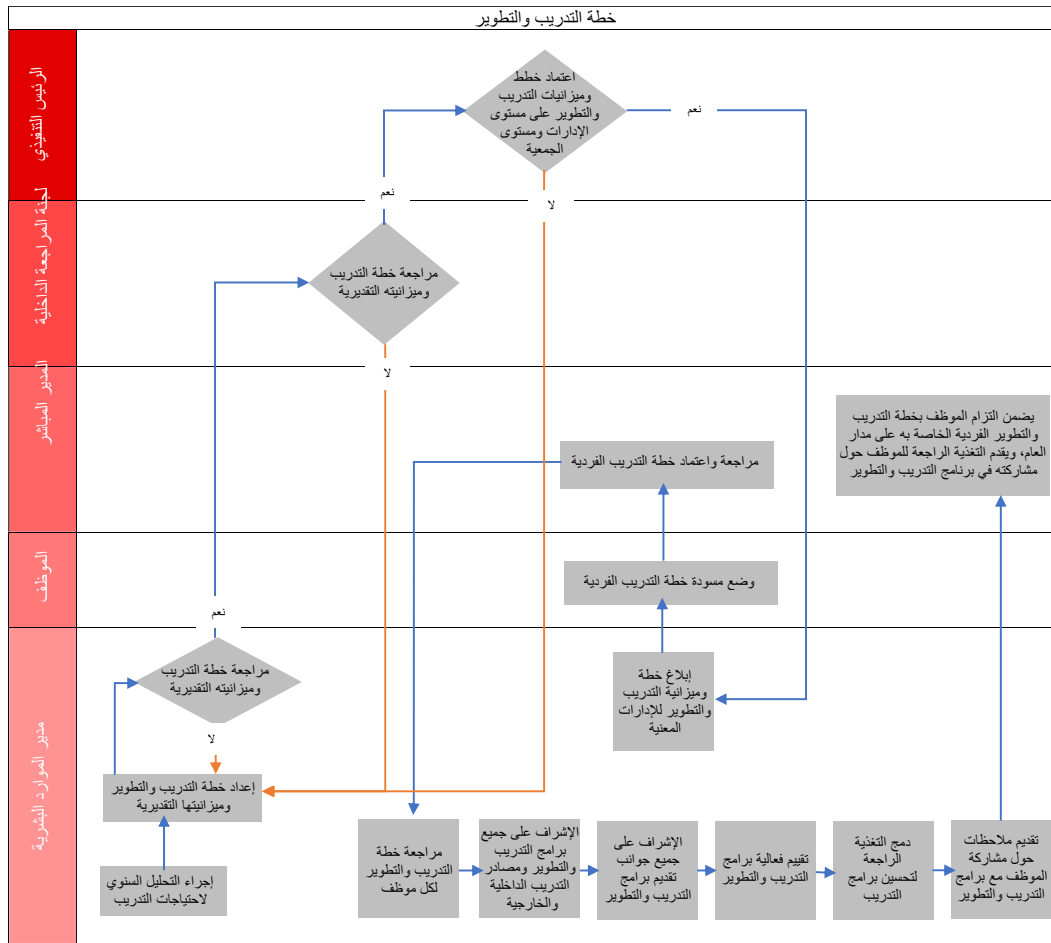 خطة التدريب والتطوير
الرئيس التنفيذي
اعتماد خطط
وميزانيات التدريب
والتطوير على مستوى
الإدارات ومستوى
الجمعية
نعم
نعم
لا
لجنة المراجعة الداخلية
مراجعة خطة التدريب
وميزانيته التقديرية
لا
المدير المباشر
يضمن التزام الموظف بخطة التدريب
والتطوير الفردية الخاصة به على مدار
العام، ويقدم التغذية الراجعة للموظف حول
مشاركته في برنامج التدريب والتطوير
مراجعة واعتماد خطة التدريب الفردية
الموظف
وضع مسودة خطة التدريب الفردية
نعم
مدير الموارد البشرية
مراجعة خطة التدريب
وميزانيته التقديرية
لا
إبلاغ خطة
وميزانية التدريب
والتطوير للإدارات
المعنية
إعداد خطة التدريب والتطوير
وميزانيتها التقديرية
إجراء التحليل السنوي
لاحتياجات التدريب
مراجعة خطة
التدريب والتطوير
لكل موظف
الإشراف على جميع
برامج التدريب
والتطوير ومصادر
التدريب الداخلية
والخارجية
الإشراف على
جميع جوانب
تقديم برامج
التدريب والتطوير
تقييم فعالية برامج
التدريب والتطوير
دمج التغذية
الراجعة
لتحسين برامج
التدريب
تقديم ملاحظات
حول مشاركة
الموظف مع برامج
التدريب والتطوير